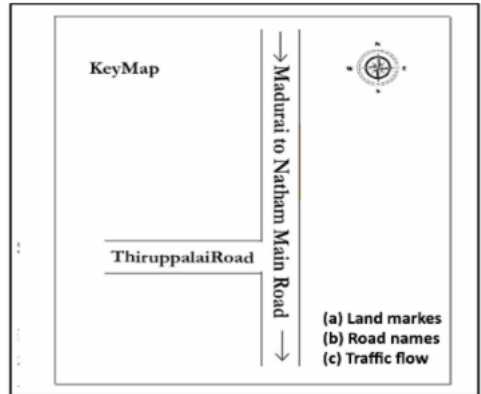 N
W E
S
KeyMap
Madurai to Natham Main Road
ThiruppalaiRoad
(a) Land markes
(b) Road names
(c) Traffic flow